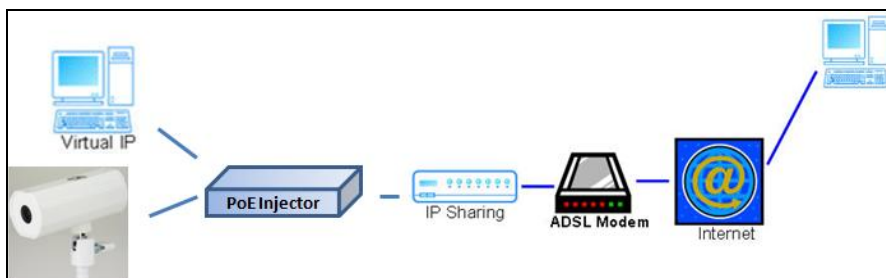 Virtual IP
PoE Injector
IP Sharing
ADSL Modem
@
Internet